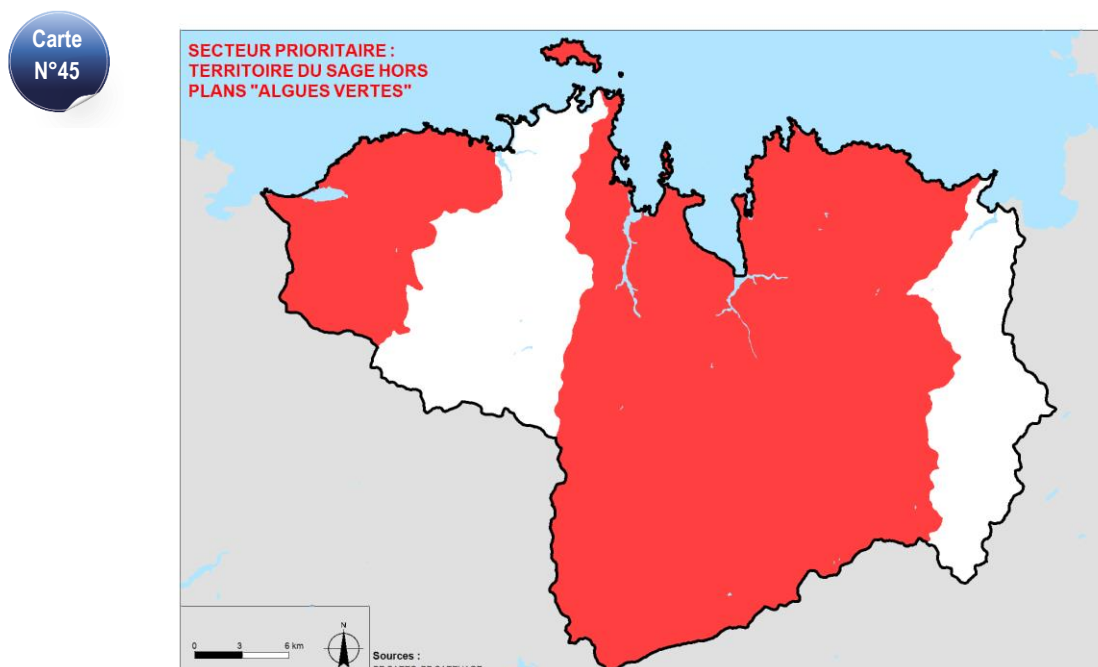 Carte
N°45
SECTEUR PRIORITAIRE :
TERRITOIRE DU SAGE HORS
PLANS "ALGUES VERTES"
N
0 3 6 km
Sources :